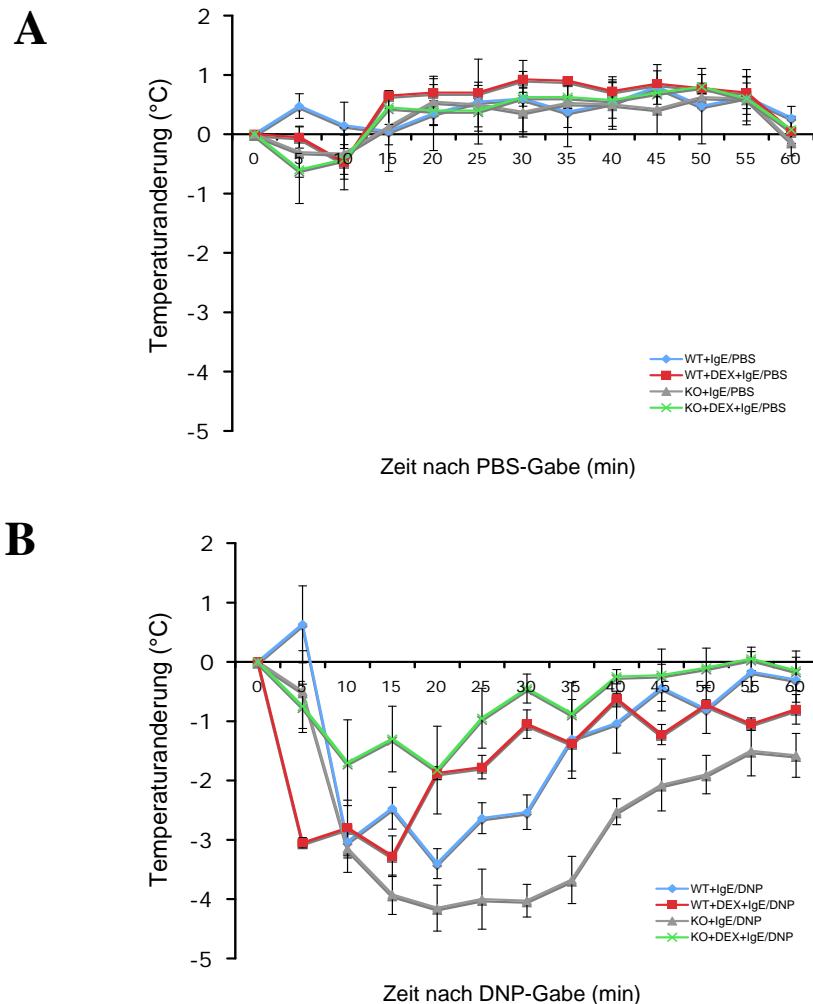 A
2
1
0
-1
-2
-3
-4
-5
Temperaturanderung (°C)
0 5 10 15 20 25 30 35 40 45 50 55 60
WT+IgE/PBS
WT+DEX+IgE/PBS
KO+IgE/PBS
KO+DEX+IgE/PBS
Zeit nach PBS-Gabe (min)
B
2
1
0
-1
-2
-3
-4
-5
Temperaturänderung (°C)
0 5 10 15 20 25 30 35 40 45 50 55 60
WT+IgE/DNP
WT+DEX+IgE/DNP
KO+IgE/DNP
KO+DEX+IgE/DNP
Zeit nach DNP-Gabe (min)